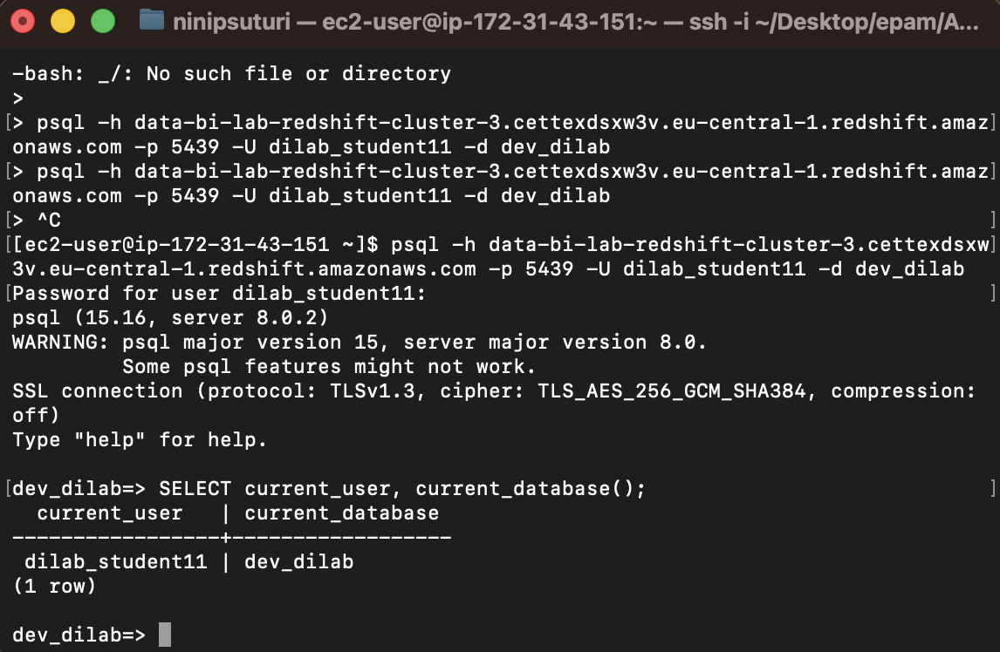 ninipsuturi — ec2-user@ip-172-31-43-151:~ — ssh -i ~/Desktop/epam/A...
-bash: _/: No such file or directory
>
[> psql -h data-bi-lab-redshift-cluster-3.cettexdsxw3v.eu-central-1.redshift.amaz]
onaws.com -p 5439 -U dilab_student11 -d dev_dilab
[> psql -h data-bi-lab-redshift-cluster-3.cettexdsxw3v.eu-central-1.redshift.amaz]
onaws.com -p 5439 -U dilab_student11 -d dev_dilab
[> ^C ]
[[ec2-user@ip-172-31-43-151 ~]$ psql -h data-bi-lab-redshift-cluster-3.cettexdsxw]
3v.eu-central-1.redshift.amazonaws.com -p 5439 -U dilab_student11 -d dev_dilab
[Password for user dilab_student11: ]
psql (15.16, server 8.0.2)
WARNING: psql major version 15, server major version 8.0.
         Some psql features might not work.
SSL connection (protocol: TLSv1.3, cipher: TLS_AES_256_GCM_SHA384, compression:
off)
Type "help" for help.
[dev_dilab=> SELECT current_user, current_database(); ]
  current_user   | current_database
-----------------+------------------
 dilab_student11 | dev_dilab
(1 row)
dev_dilab=>